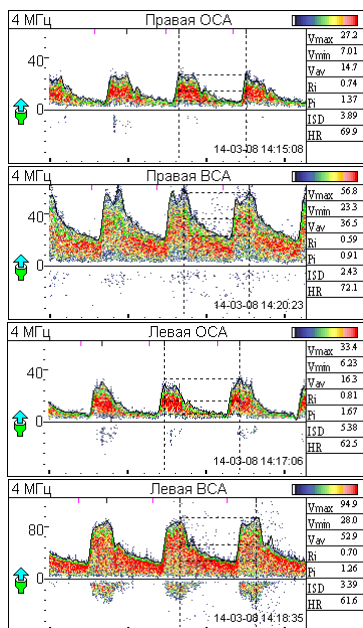 4 МГц Правая ОСА
Vmax 27.2
Vmin 7.01
Vav 14.7
Ri 0.74
Pi 1.37
ISD 3.89
HR 69.9
40
0
14-03-08 14:15:08
4 МГц Правая ВСА
Vmax 56.8
Vmin 23.3
Vav 36.5
Ri 0.59
Pi 0.91
ISD 2.43
HR 72.1
40
0
14-03-08 14:20:23
4 МГц Левая ОСА
Vmax 33.4
Vmin 6.23
Vav 16.3
Ri 0.81
Pi 1.67
ISD 5.38
HR 62.5
40
0
14-03-08 14:17:06
4 МГц Левая ВСА
Vmax 94.9
Vmin 28.0
Vav 52.9
Ri 0.70
Pi 1.26
ISD 3.39
HR 61.6
80
0
14-03-08 14:18:35